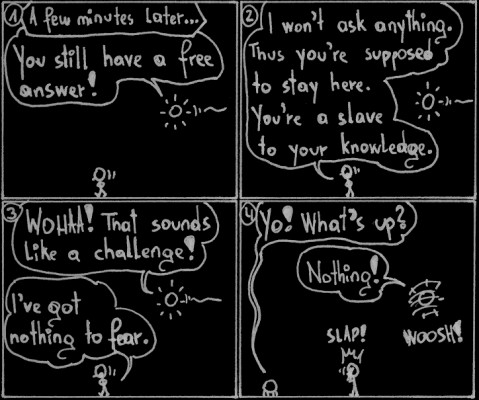 1
A few minutes later...
You still have a free
answer!
2
I won't ask anything.
Thus you're supposed
to stay here.
You're a slave
to your knowledge.
3
WOHHH! That sounds
like a challenge!
I've got
nothing to fear.
4
Yo! What's up?
Nothing!
SLAP!
WOOSH!